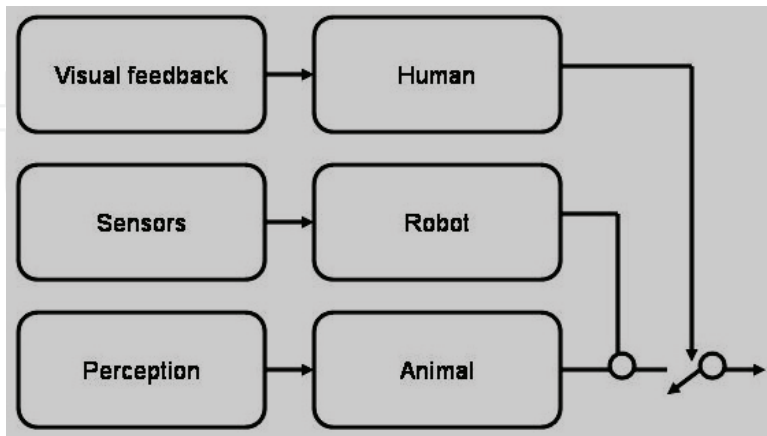 Visual feedback
Human
Sensors
Robot
Perception
Animal